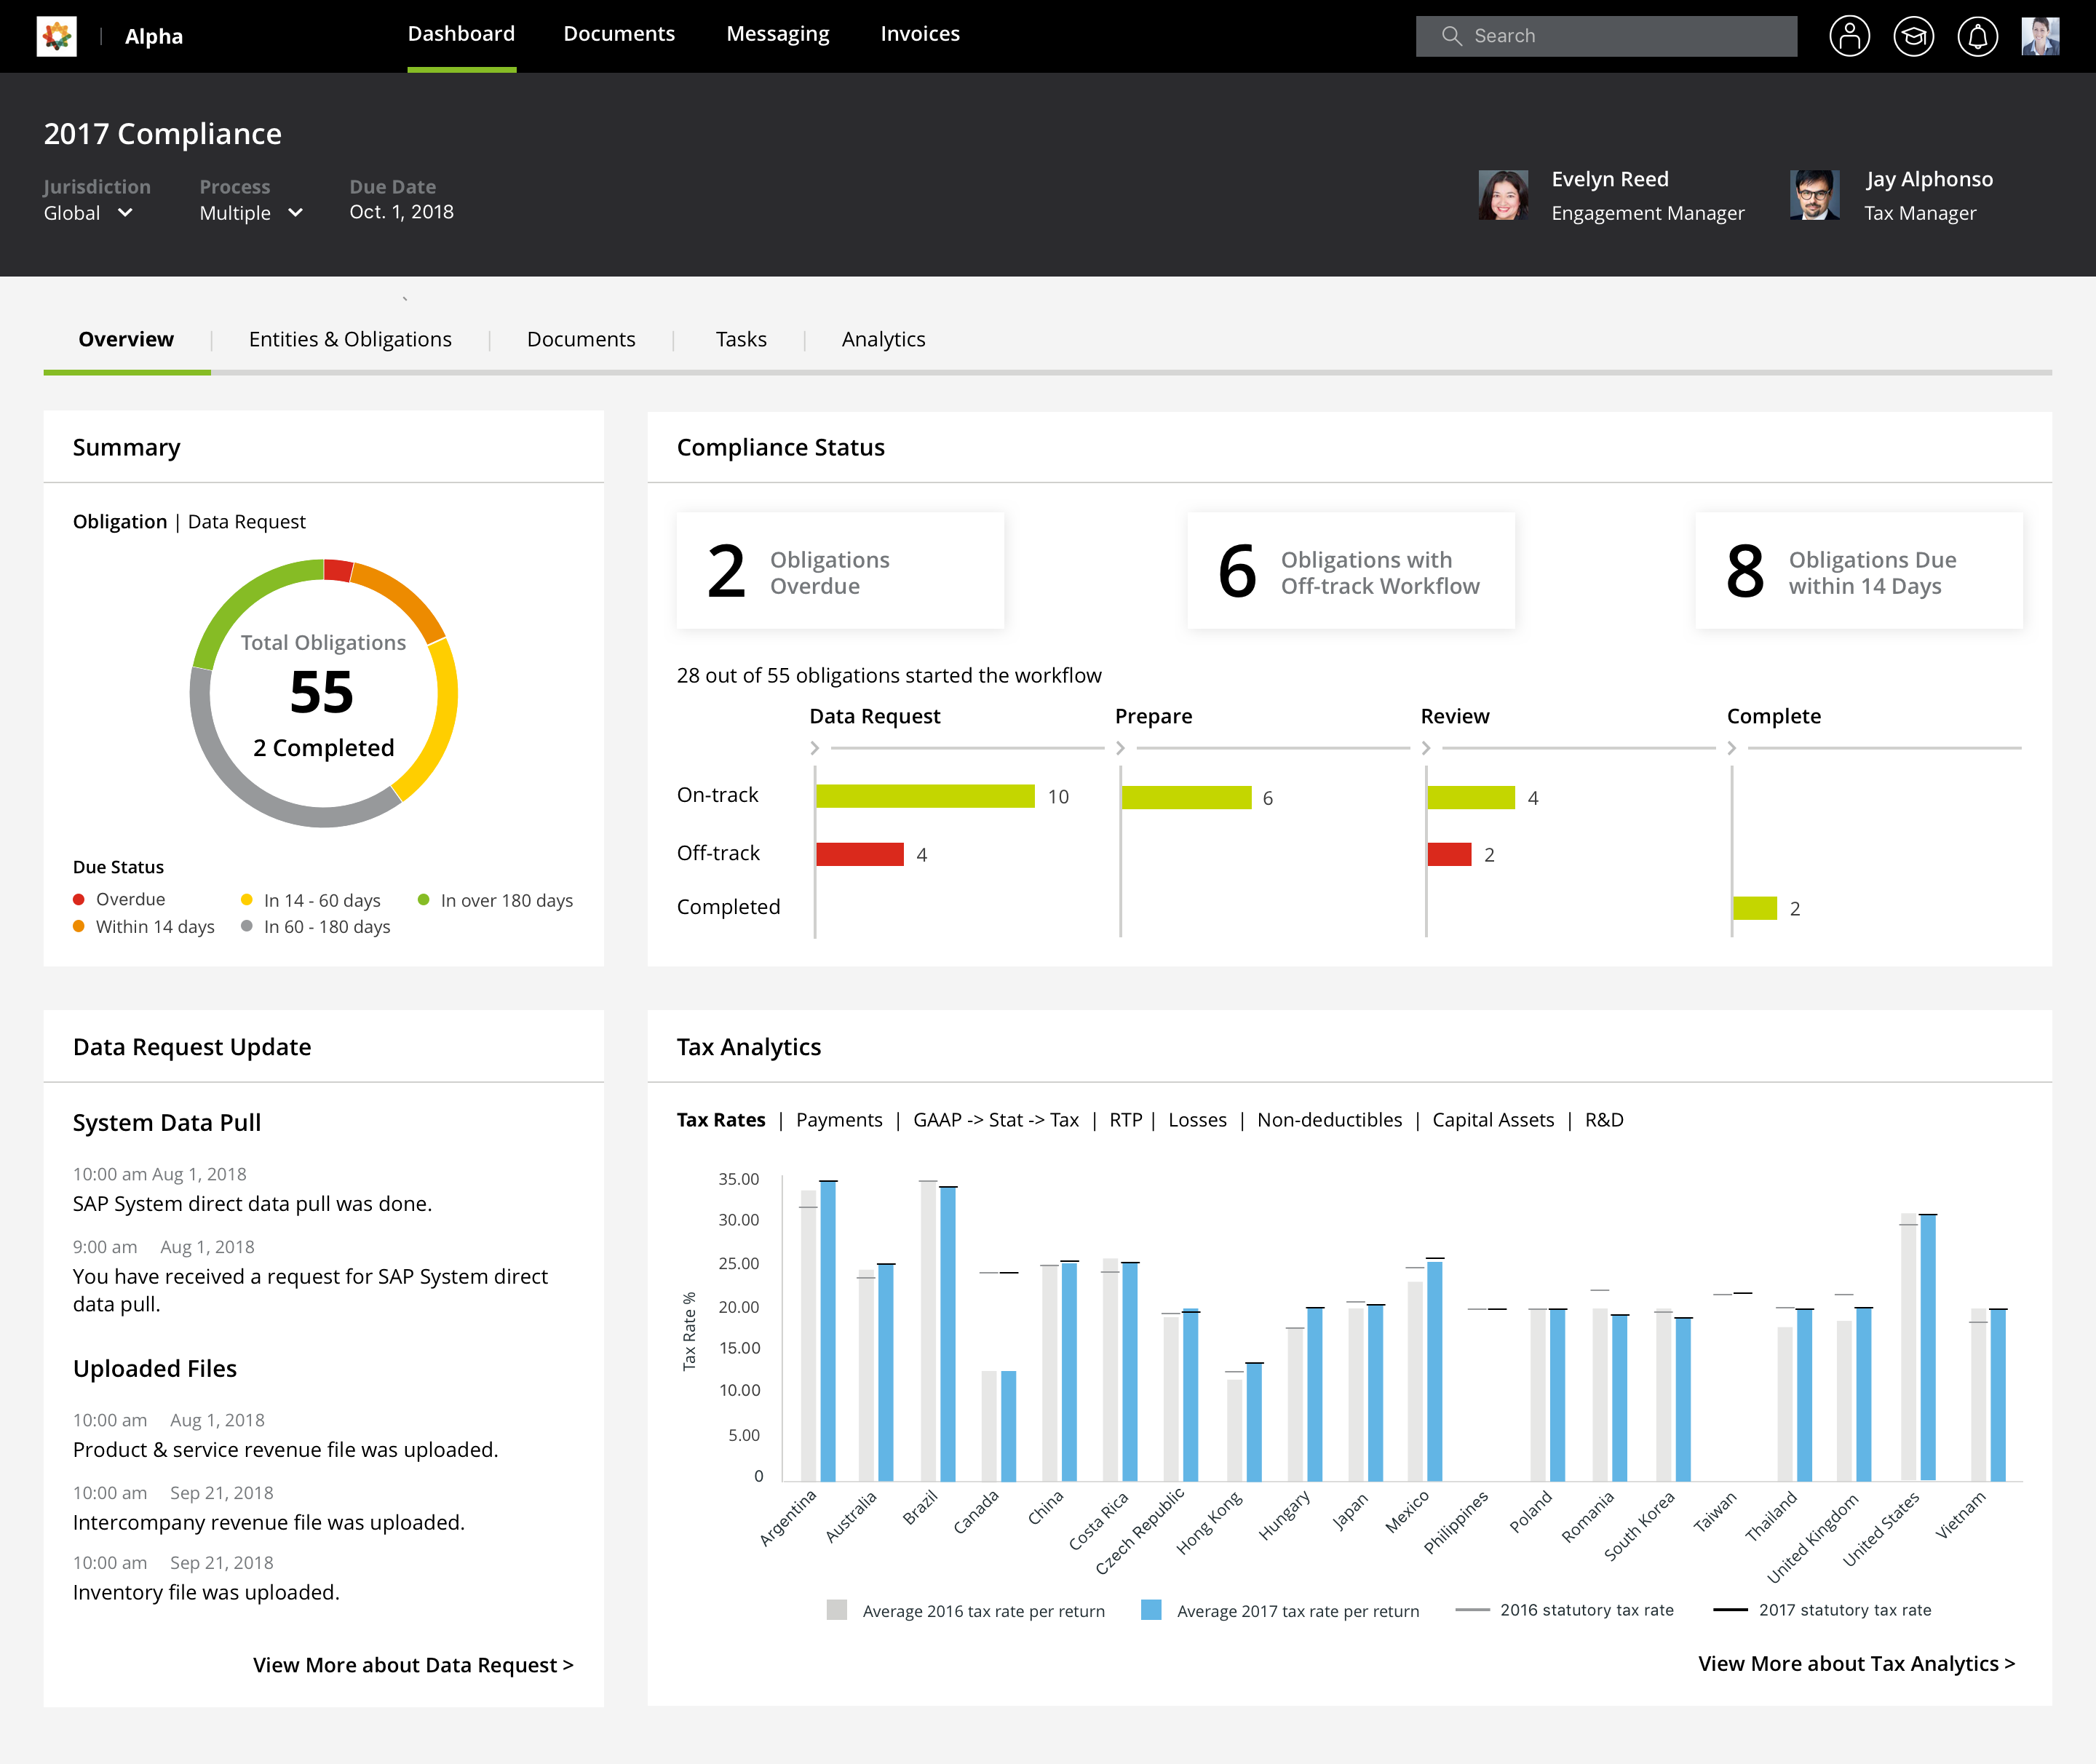 Alpha
Dashboard Documents Messaging Invoices
Search
2017 Compliance
Jurisdiction Process Due Date
Global Multiple Oct. 1, 2018
Evelyn Reed
Engagement Manager
Jay Alphonso
Tax Manager
`
Overview | Entities & Obligations | Documents | Tasks | Analytics
Summary
Obligation | Data Request
Total Obligations
55
2 Completed
Due Status
Overdue In 14 - 60 days In over 180 days
Within 14 days In 60 - 180 days
Compliance Status
2 Obligations
Overdue
6 Obligations with
Off-track Workflow
8 Obligations Due
within 14 Days
28 out of 55 obligations started the workflow
Data Request Prepare Review Complete
On-track 10 6 4
Off-track 4 2
Completed 2
Data Request Update
System Data Pull
10:00 am Aug 1, 2018
SAP System direct data pull was done.
9:00 am Aug 1, 2018
You have received a request for SAP System direct
data pull.
Uploaded Files
10:00 am Aug 1, 2018
Product & service revenue file was uploaded.
10:00 am Sep 21, 2018
Intercompany revenue file was uploaded.
10:00 am Sep 21, 2018
Inventory file was uploaded.
View More about Data Request >
Tax Analytics
Tax Rates | Payments | GAAP -> Stat -> Tax | RTP | Losses | Non-deductibles | Capital Assets | R&D
Tax Rate %
35.00
30.00
25.00
20.00
15.00
10.00
5.00
0
Argentina
Australia
Brazil
Canada
China
Costa Rica
Czech Republic
Hong Kong
Hungary
Japan
Mexico
Philippines
Poland
Romania
South Korea
Taiwan
Thailand
United Kingdom
United States
Vietnam
Average 2016 tax rate per return Average 2017 tax rate per return 2016 statutory tax rate 2017 statutory tax rate
View More about Tax Analytics >